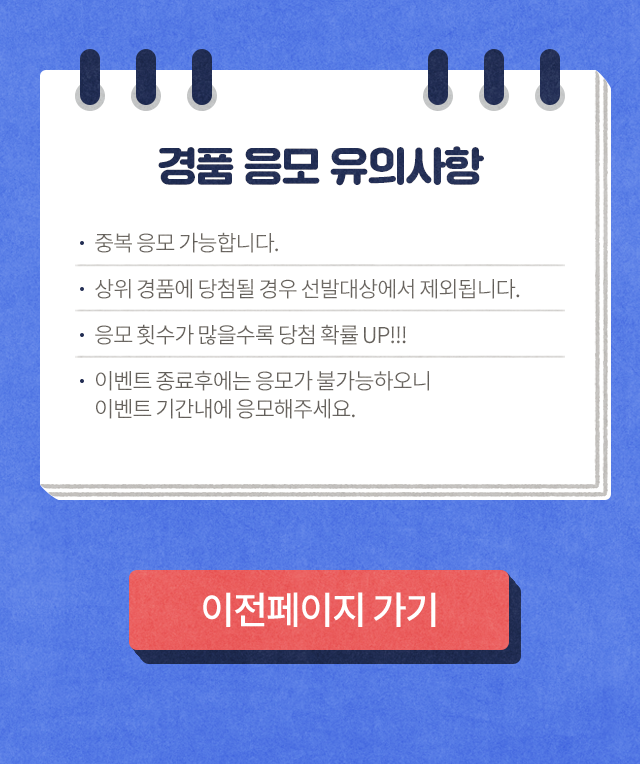 경품 응모 유의사항
• 중복 응모 가능합니다.
• 상위 경품에 당첨될 경우 선발대상에서 제외됩니다.
• 응모 횟수가 많을수록 당첨 확률 UP!!!
• 이벤트 종료후에는 응모가 불가능하오니
이벤트 기간내에 응모해주세요.
이전페이지 가기